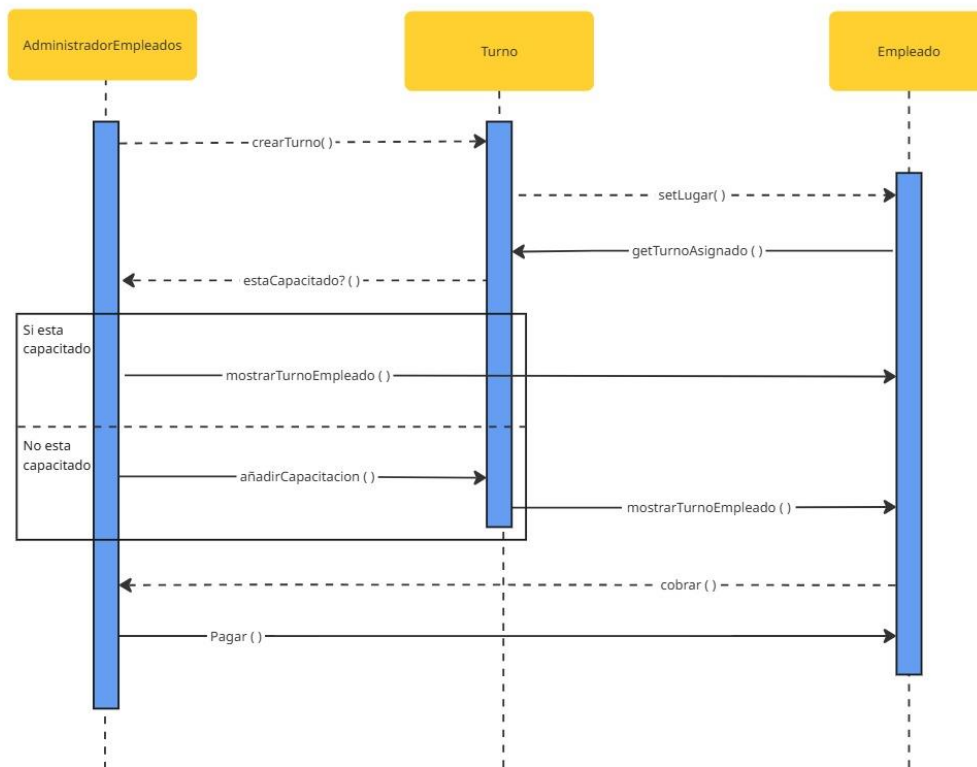 AdministradorEmpleados
Turno
Empleado
crearTurno( )
setLugar( )
getTurnoAsignado ( )
estaCapacitado? ( )
Si esta
capacitado
mostrarTurnoEmpleado ( )
No esta
capacitado
añadirCapacitacion ( )
mostrarTurnoEmpleado ( )
cobrar ( )
Pagar ( )